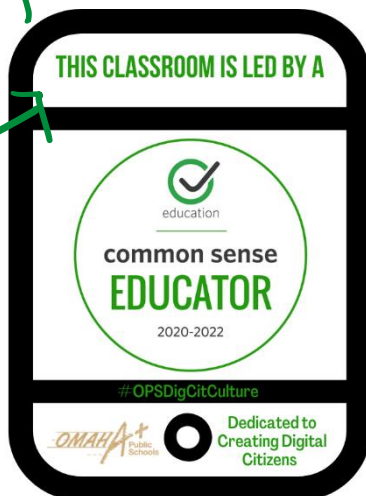 THIS CLASSROOM IS LED BY A
education
common sense
EDUCATOR
2020-2022
#OPSDigCitCulture
OMAHA+
Public
Schools
Dedicated to
Creating Digital
Citizens